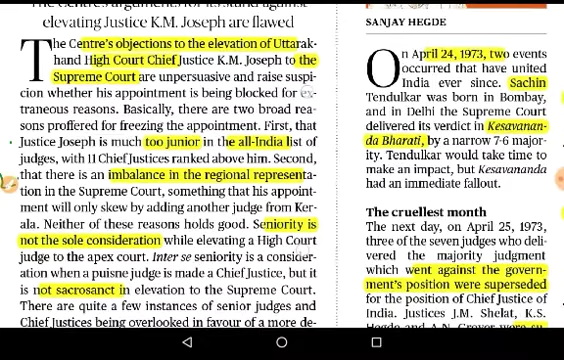 The Centre's arguments for its stand against
elevating Justice K.M. Joseph are flawed
The Centre's objections to the elevation of Uttarak-
hand High Court Chief Justice K.M. Joseph to the
Supreme Court are unpersuasive and raise suspi-
cion whether his appointment is being blocked for ex-
traneous reasons. Basically, there are two broad rea-
sons proffered for freezing the appointment. First, that
Justice Joseph is much too junior in the all-India list of
judges, with 11 Chief Justices ranked above him. Second,
that there is an imbalance in the regional representa-
tion in the Supreme Court, something that his appoint-
ment will only skew by adding another judge from Ker-
ala. Neither of these reasons holds good. Seniority is
not the sole consideration while elevating a High Court
judge to the apex court. Inter se seniority is a consider-
ation when a puisne judge is made a Chief Justice, but it
is not sacrosanct in elevation to the Supreme Court.
There are quite a few instances of senior judges and
Chief Justices being overlooked in favour of a more de-
SANJAY HEGDE
On April 24, 1973, two events
occurred that have united
India ever since. Sachin
Tendulkar was born in Bombay,
and in Delhi the Supreme Court
delivered its verdict in Kesavanan-
da Bharati, by a narrow 7-6 major-
ity. Tendulkar would take time to
make an impact, but Kesavananda
had an immediate fallout.
The cruellest month
The next day, on April 25, 1973,
three of the seven judges who deli-
vered the majority judgment
which went against the govern-
ment's position were superseded
for the position of Chief Justice of
India. Justices J.M. Shelat, K.S.
Hegde and A.N. Grover were su-